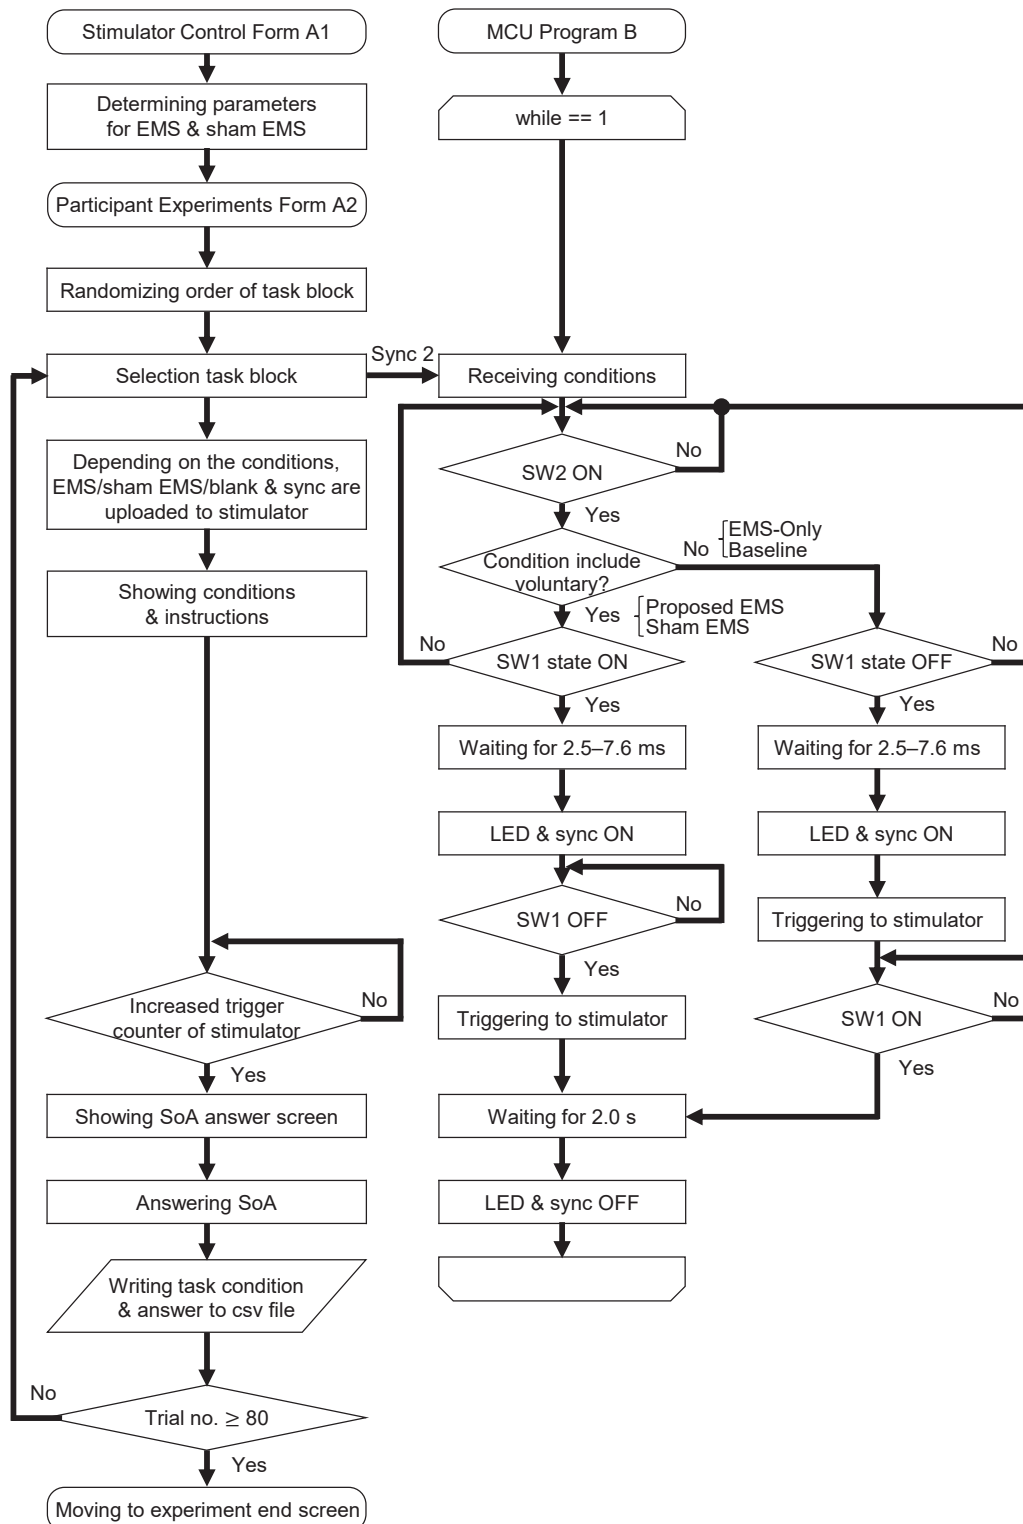 Stimulator Control Form A1
Determining parameters
for EMS & sham EMS
Participant Experiments Form A2
Randomizing order of task block
Selection task block
Sync 2
Depending on the conditions,
EMS/sham EMS/blank & sync are
uploaded to stimulator
Showing conditions
& instructions
Increased trigger
counter of stimulator
No
Yes
Showing SoA answer screen
Answering SoA
Writing task condition
& answer to csv file
No
Trial no. ≥ 80
Yes
Moving to experiment end screen
MCU Program B
while == 1
Receiving conditions
SW2 ON
No
Yes
Condition include
voluntary?
No
EMS-Only
Baseline
Yes
Proposed EMS
Sham EMS
No
SW1 state ON
Yes
Waiting for 2.5–7.6 ms
LED & sync ON
SW1 OFF
No
Yes
Triggering to stimulator
Waiting for 2.0 s
LED & sync OFF
SW1 state OFF
No
Yes
Waiting for 2.5–7.6 ms
LED & sync ON
Triggering to stimulator
SW1 ON
No
Yes